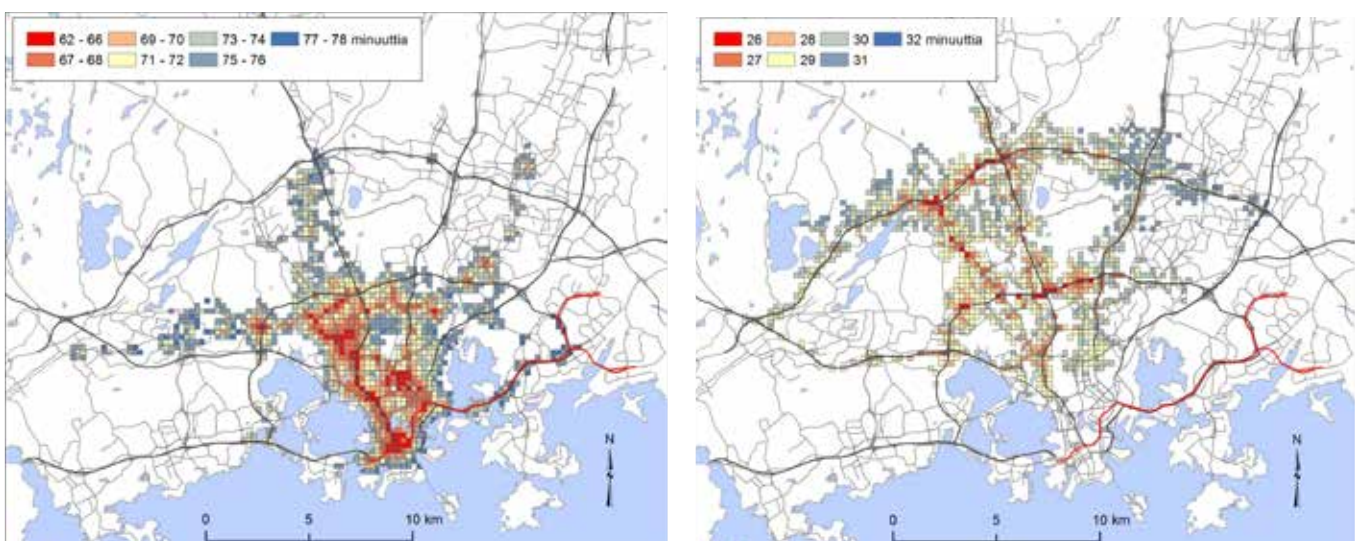 62 - 66 69 - 70 73 - 74 77 - 78 minuuttia
67 - 68 71 - 72 75 - 76
N
0 5 10 km
26 28 30 32 minuuttia
27 29 31
N
0 5 10 km